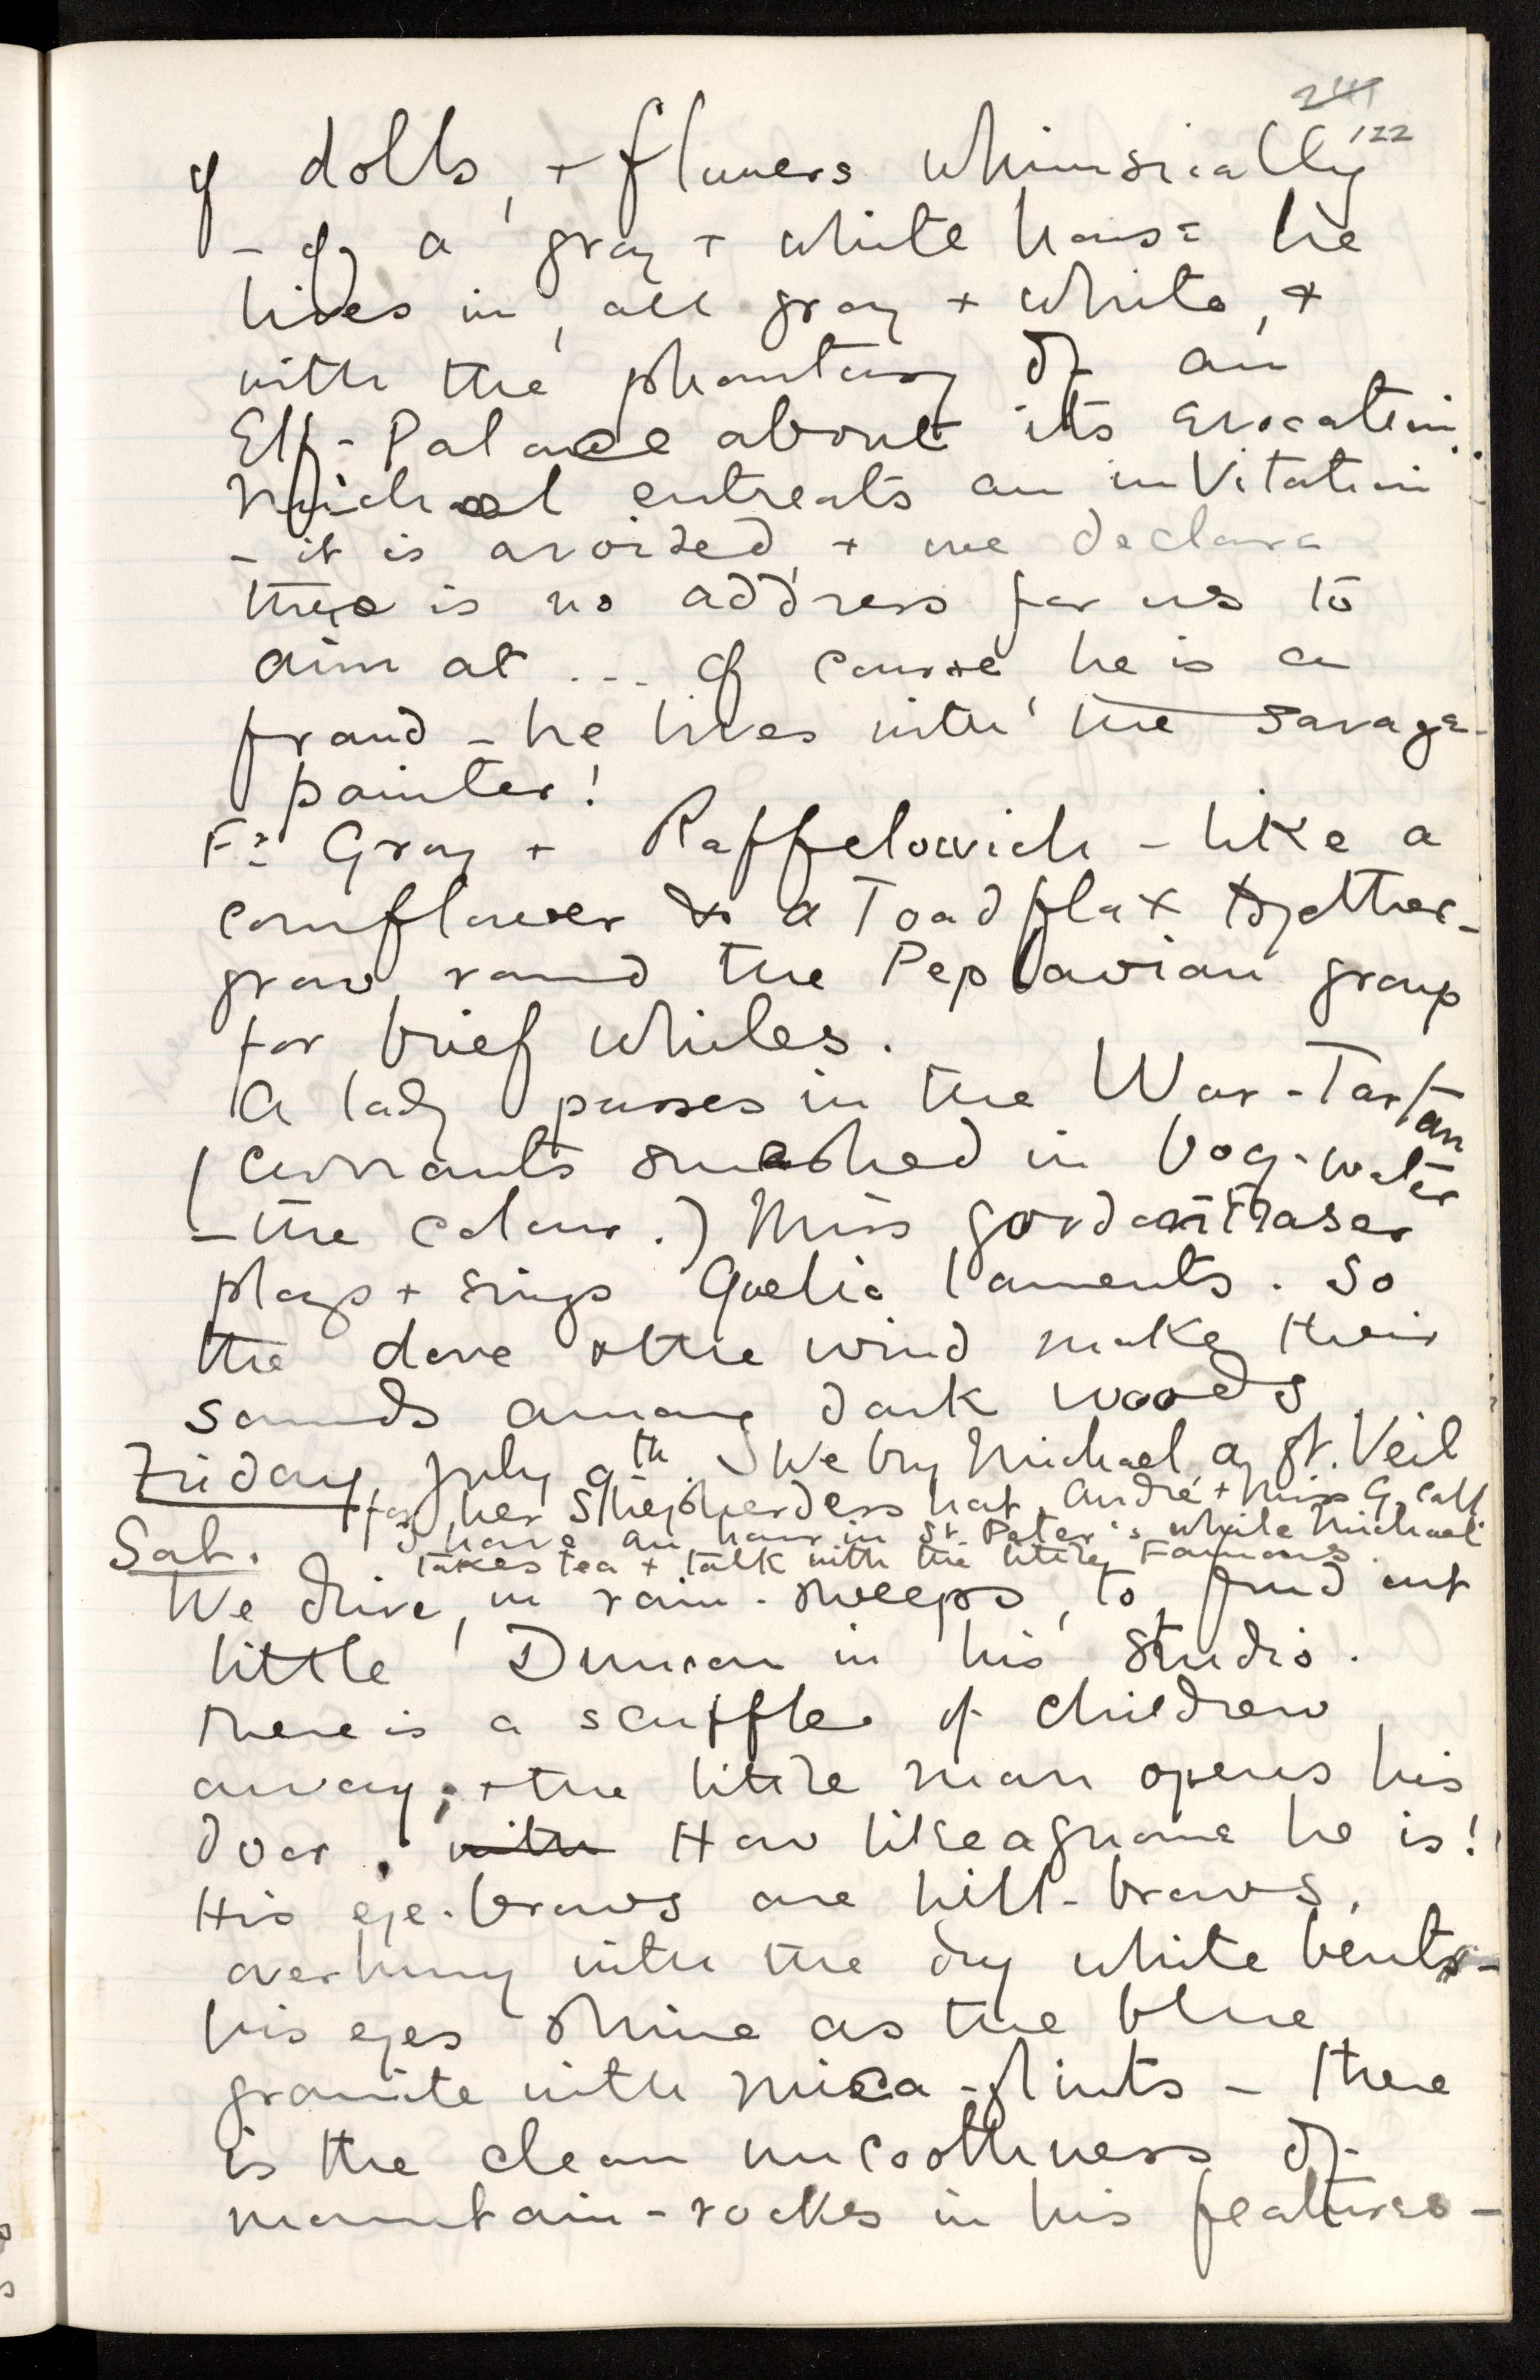 241
122
of dolls, + flowers whimsically
- of a gray + white house he
lives in, all gray + white, +
with the phantasy of an
Elf-Palace about its evocation.
Michael entreats an invitation
- it is avoided, + we declare
there is no address for us to
aim at ... Of course, he is a
fraud - he lives with the savage
painter!
Fr Gray + Raffelowich - like a
cornflower & a Toadflax together -
grow round the Peplavian group
for brief whiles.
A lady passes in the War-Tartan
(Currants smashed in bog-water
- the colour.) Miss Gordon Fraser
plays + sings Gaelic laments. So
the dove + the wind make their
sounds among dark woods.
Friday July 9th. We buy Michael a gt. Veil
for her Shepherdess hat. André + Miss G. call
Sat. I have an hour in St. Peter's while Michael
takes tea + talk with the little
We drive, in rain-sweeps, to find out
little Duncan in his studio.
There is a scuffle of children
away; + the little man opens his
door. with How like a gnome he is!
His eye-brows are hill-brows,
overhung with the dry white bents -
his eyes shine as the blue
granite with mica-flints - there
is the clean uncoothness of
mountain-rocks in his features -